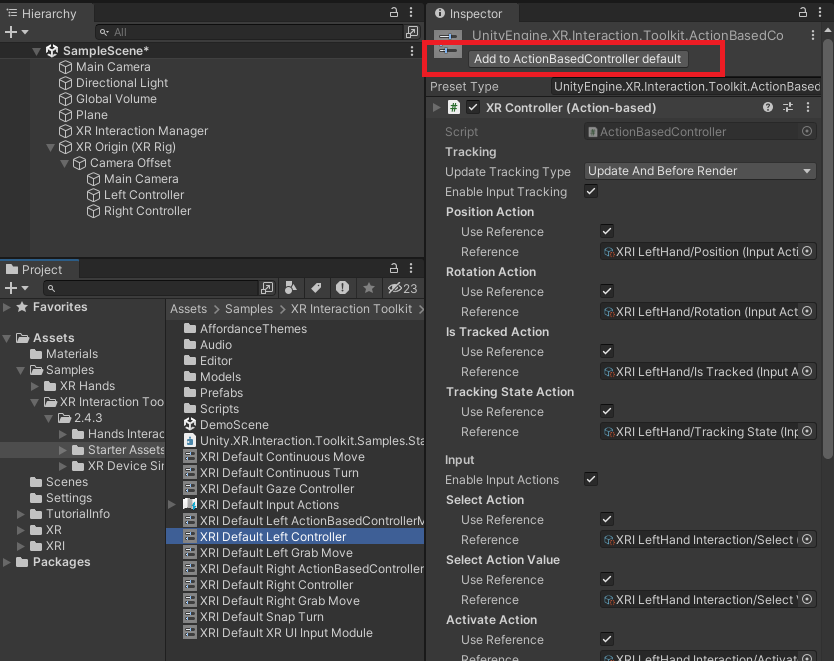 Hierarchy
All
SampleScene*
Main Camera
Directional Light
Global Volume
Plane
XR Interaction Manager
XR Origin (XR Rig)
Camera Offset
Main Camera
Left Controller
Right Controller
Project
23
Favorites
Assets
Materials
Samples
XR Hands
XR Interaction Too
2.4.3
Hands Interac
Starter Assets
XR Device Sir
Scenes
Settings
TutorialInfo
XR
XRI
Packages
Assets > Samples > XR Interaction Toolkit >
AffordanceThemes
Audio
Editor
Models
Prefabs
Scripts
DemoScene
Unity.XR.Interaction.Toolkit.Samples.Sta
XRI Default Continuous Move
XRI Default Continuous Turn
XRI Default Gaze Controller
XRI Default Input Actions
XRI Default Left ActionBasedControllerM
XRI Default Left Controller
XRI Default Left Grab Move
XRI Default Right ActionBasedController
XRI Default Right Controller
XRI Default Right Grab Move
XRI Default Snap Turn
XRI Default XR UI Input Module
Inspector
UnityEngine.XR.Interaction.Toolkit.ActionBasedCo
Add to ActionBasedController default
Preset Type UnityEngine.XR.Interaction.Toolkit.ActionBased
XR Controller (Action-based)
Script ActionBasedController
Tracking
Update Tracking Type Update And Before Render
Enable Input Tracking
Position Action
Use Reference
Reference XRI LeftHand/Position (Input Acti
Rotation Action
Use Reference
Reference XRI LeftHand/Rotation (Input Act
Is Tracked Action
Use Reference
Reference XRI LeftHand/Is Tracked (Input A
Tracking State Action
Use Reference
Reference XRI LeftHand/Tracking State (Inp
Input
Enable Input Actions
Select Action
Use Reference
Reference XRI LeftHand Interaction/Select (
Select Action Value
Use Reference
Reference XRI LeftHand Interaction/Select V
Activate Action
Use Reference
Reference XRI LeftHand Interaction/Activat